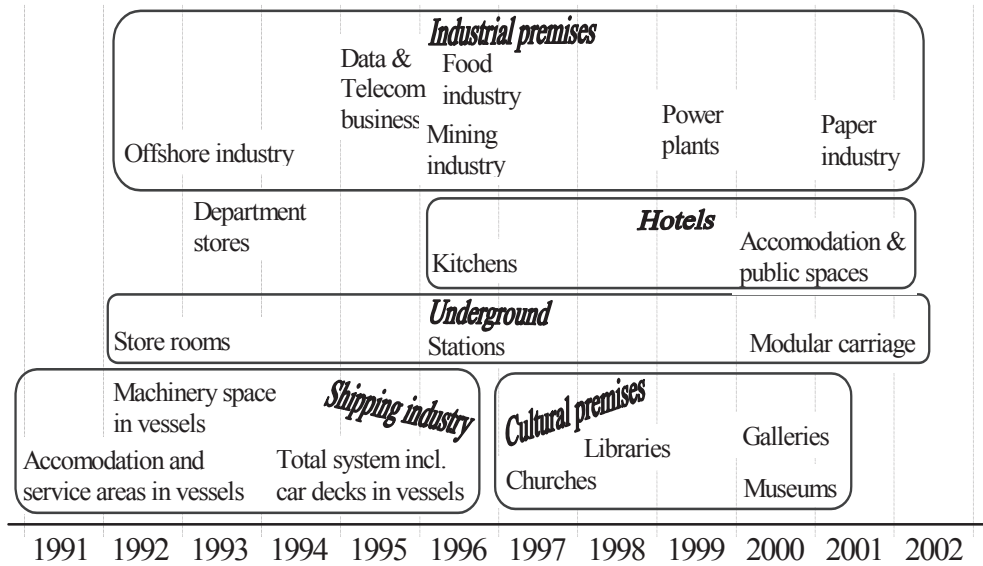 Industrial premises
Data &
Telecom
business
Food
industry
Mining
industry
Offshore industry
Power
plants
Paper
industry
Department
stores
Hotels
Kitchens
Accomodation &
public spaces
Underground
Store rooms
Stations
Modular carriage
Shipping industry
Machinery space
in vessels
Accomodation and
service areas in vessels
Total system incl.
car decks in vessels
Cultural premises
Libraries
Churches
Galleries
Museums
1991 1992 1993 1994 1995 1996 1997 1998 1999 2000 2001 2002